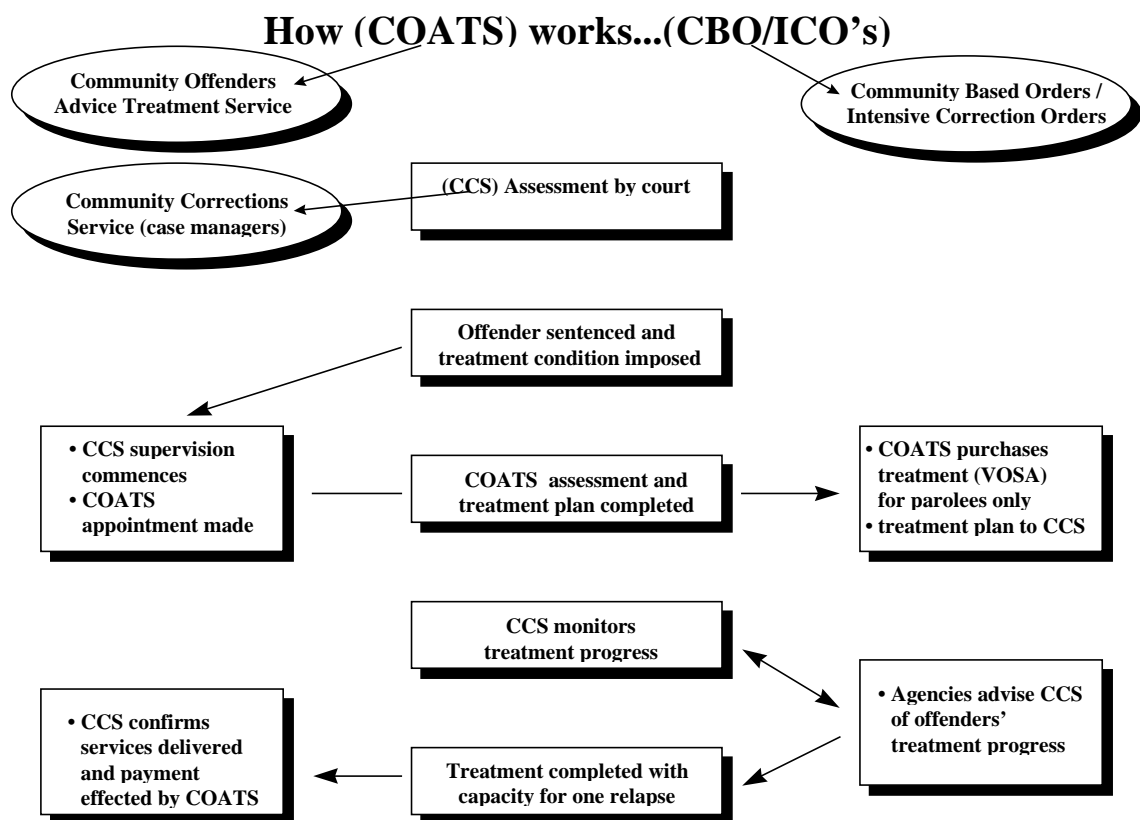 How (COATS) works...(CBO/ICO's)
Community Offenders
Advice Treatment Service
Community Based Orders /
Intensive Correction Orders
(CCS) Assessment by court
Community Corrections
Service (case managers)
Offender sentenced and
treatment condition imposed
• CCS supervision
commences
• COATS
appointment made
COATS assessment and
treatment plan completed
• COATS purchases
treatment (VOSA)
for parolees only
• treatment plan to CCS
CCS monitors
treatment progress
• Agencies advise CCS
of offenders’
treatment progress
• CCS confirms
services delivered
and payment
effected by COATS
Treatment completed with
capacity for one relapse